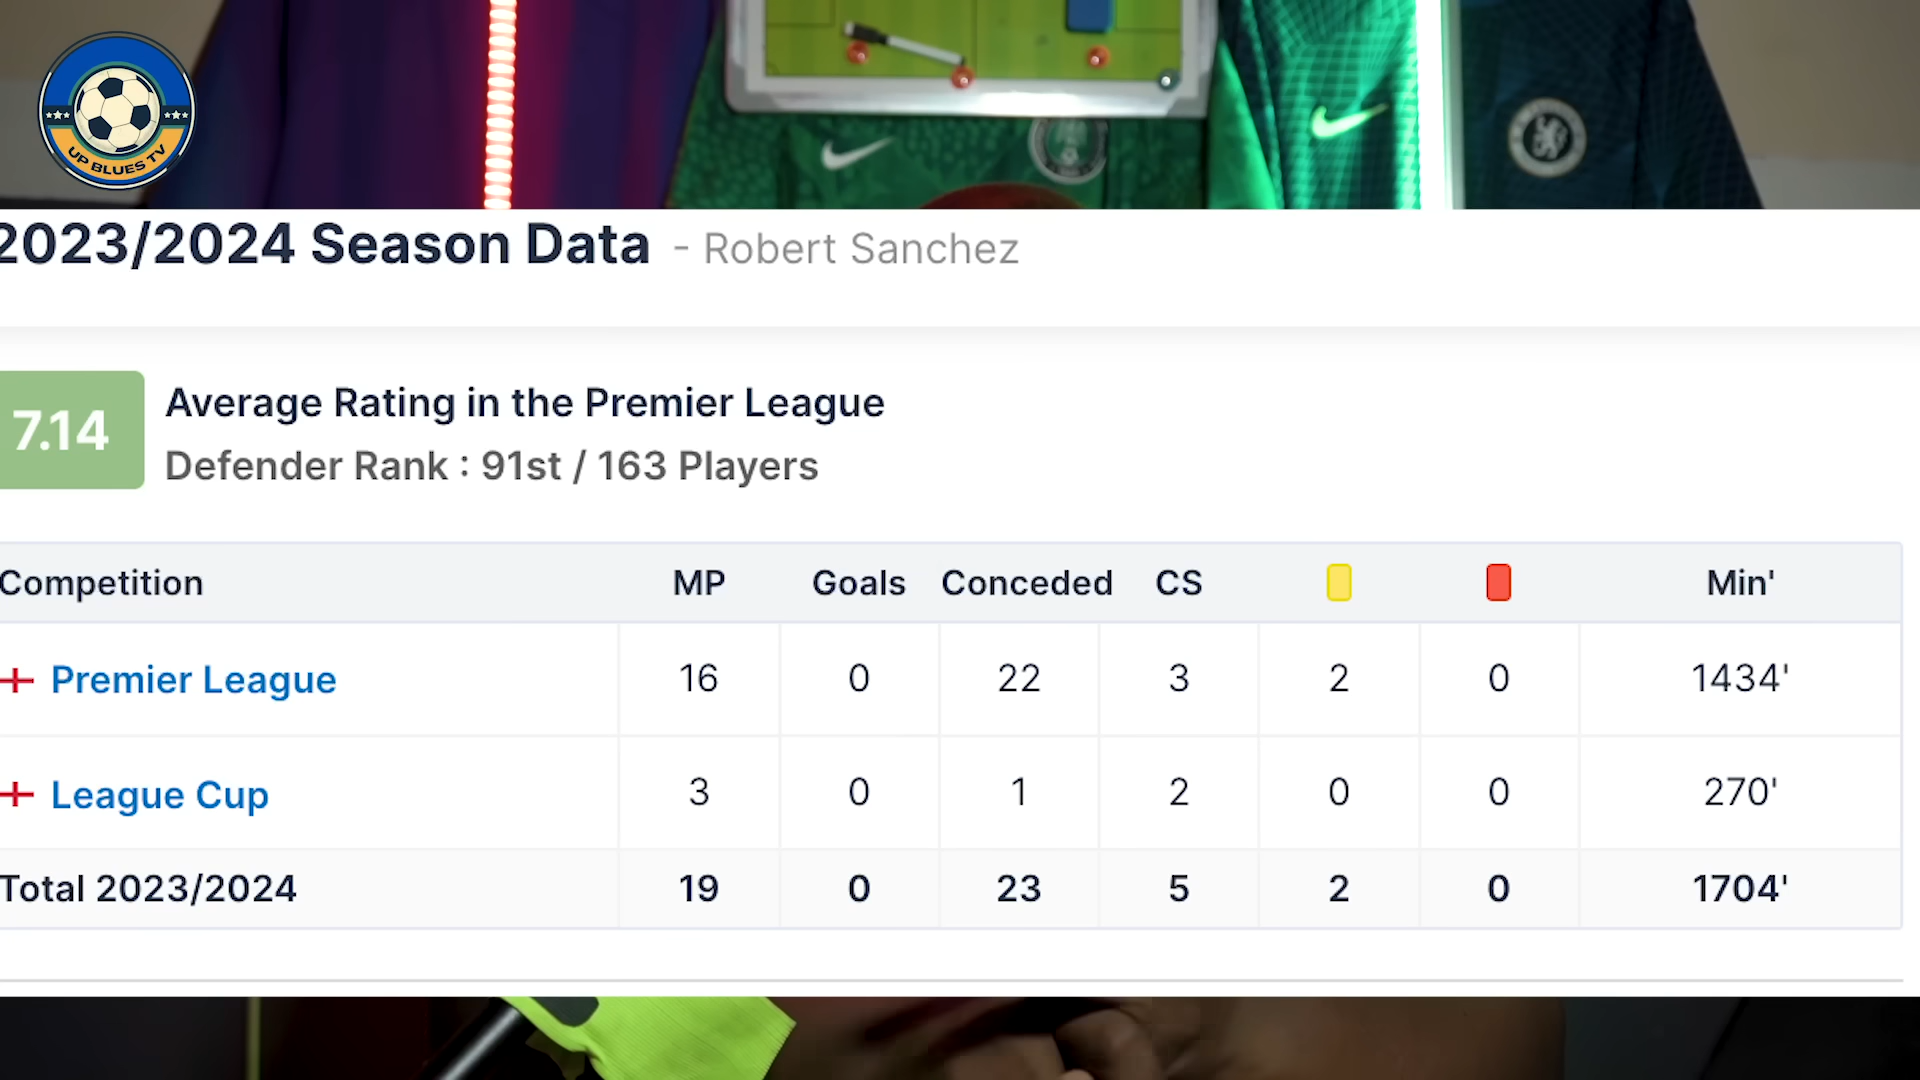 UP BLUES TV
2023/2024 Season Data - Robert Sanchez
7.14
Average Rating in the Premier League
Defender Rank : 91st / 163 Players
Competition MP Goals Conceded CS Min'
Premier League 16 0 22 3 2 0 1434'
League Cup 3 0 1 2 0 0 270'
Total 2023/2024 19 0 23 5 2 0 1704'